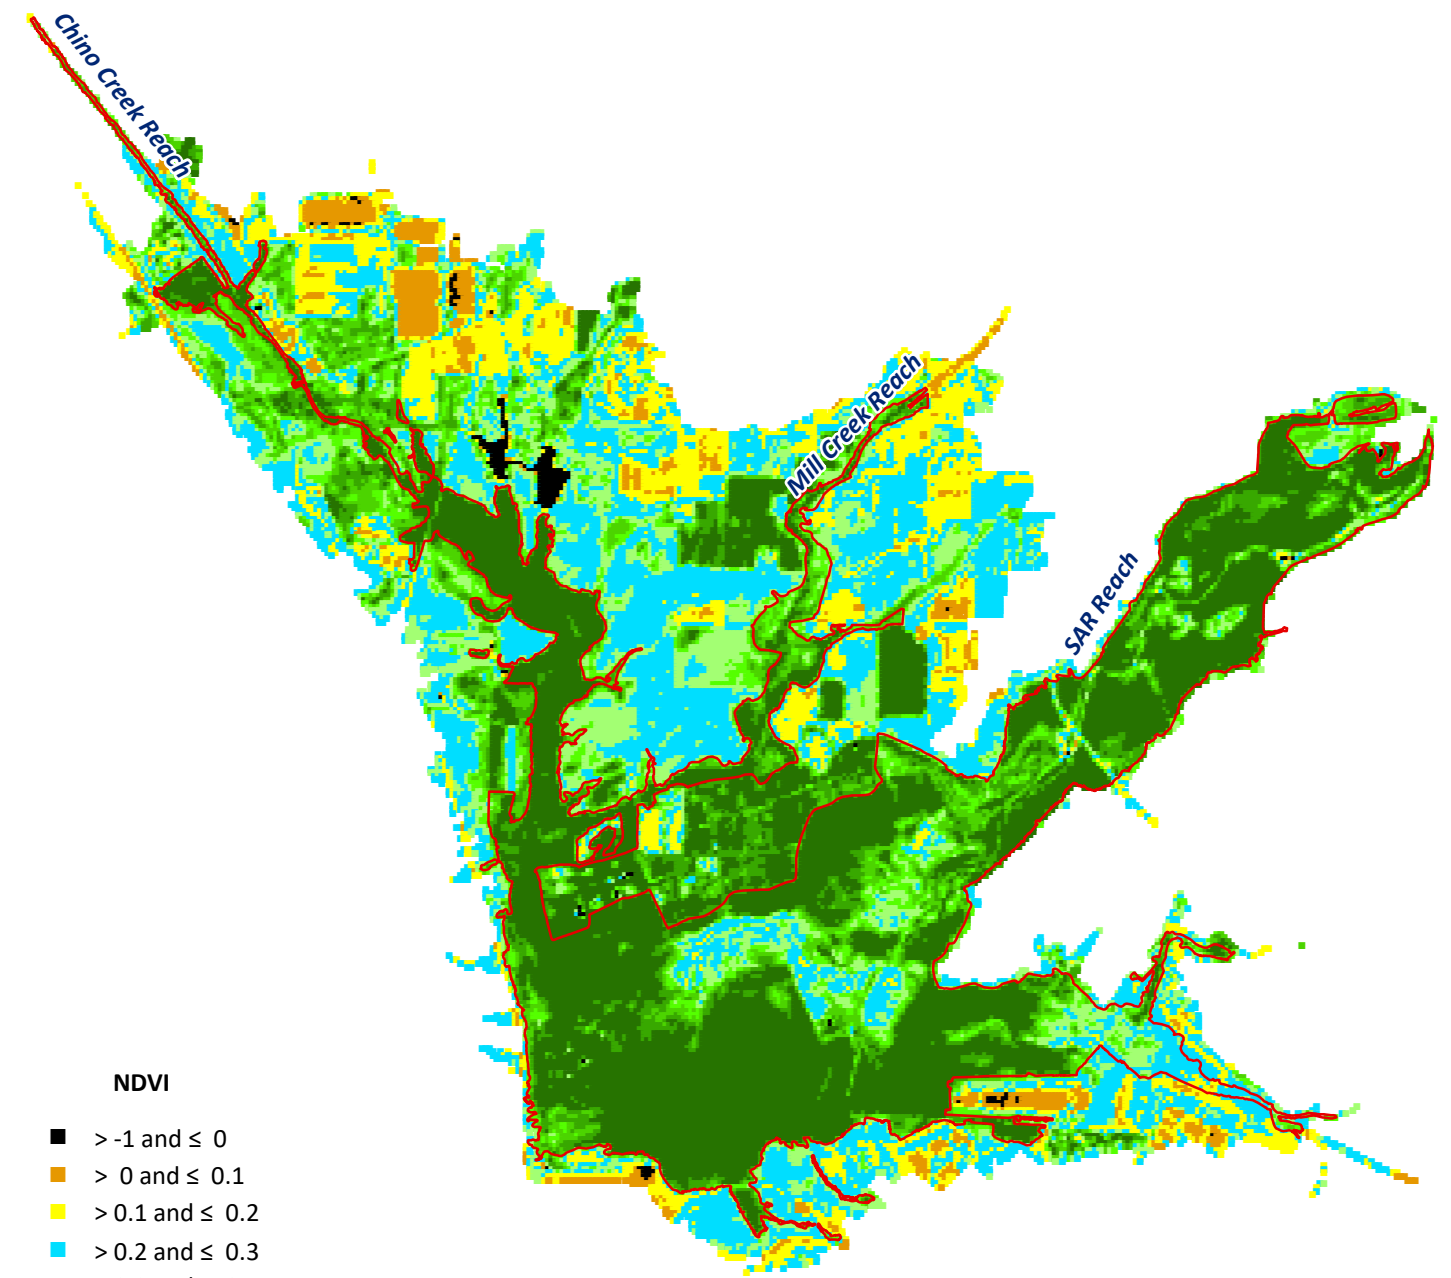 Chino Creek Reach
Mill Creek Reach
SAR Reach
NDVI
> -1 and ≤ 0
> 0 and ≤ 0.1
> 0.1 and ≤ 0.2
> 0.2 and ≤ 0.3